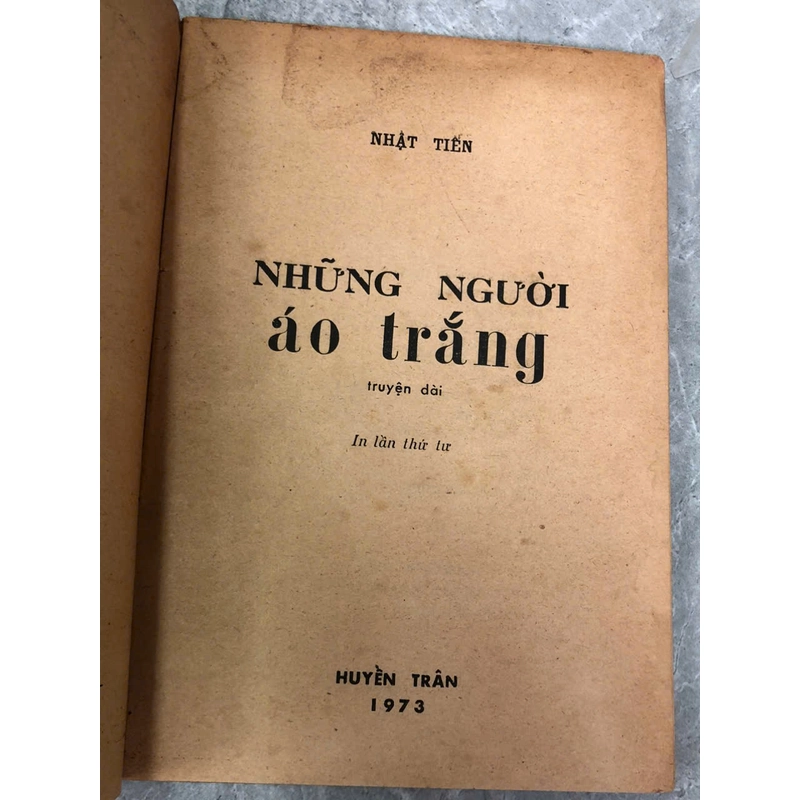 NHẬT TIẾN
NHỮNG NGƯỜI
áo trắng
truyện dài
In lần thứ tư
HUYỀN TRÂN
1973